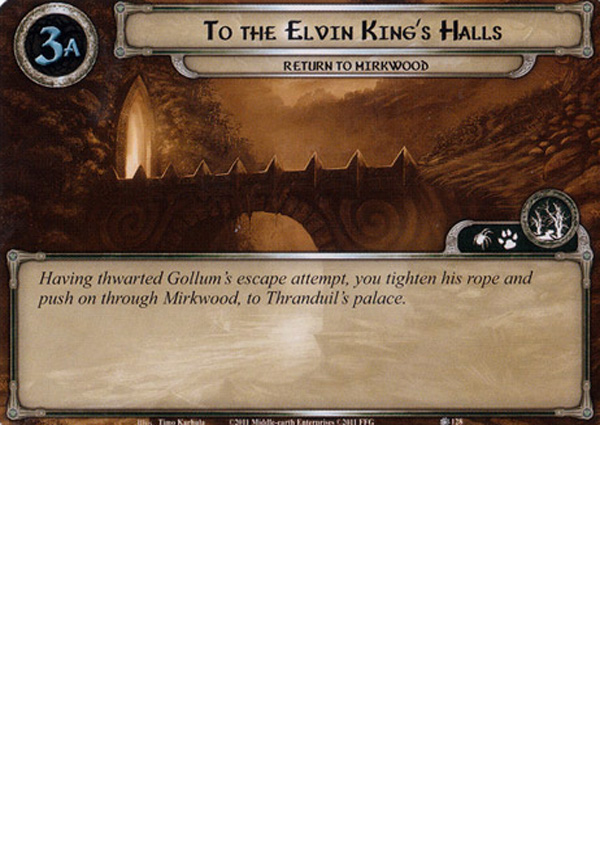 3A
To the Elvin King's Halls
Return to Mirkwood
Having thwarted Gollum's escape attempt, you tighten his rope and
push on through Mirkwood, to Thranduil's palace.
Illus. Timo Karhula ©2011 Middle-earth Enterprises ©2011 FFG 128